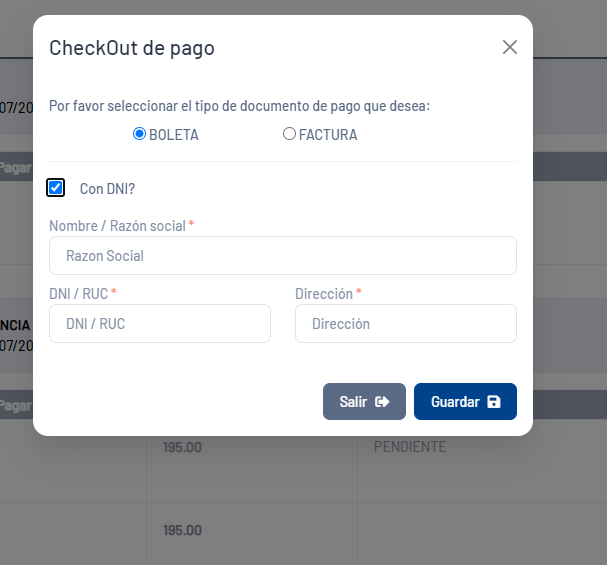 CheckOut de pago
07/20
Por favor seleccionar el tipo de documento de pago que desea:
BOLETA
FACTURA
Pagar
Con DNI?
Nombre / Razón social *
Razon Social
DNI / RUC *
Dirección *
NCIA
DNI / RUC
Dirección
07/20
Salir
Guardar
Pagar
195.00
PENDIENTE
195.00